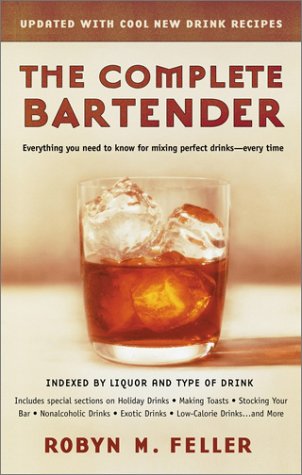 UPDATED WITH COOL NEW DRINK RECIPES
THE COMPLETE
BARTENDER
Everything you need to know for mixing perfect drinks—every time
INDEXED BY LIQUOR AND TYPE OF DRINK
Includes special sections on Holiday Drinks • Making Toasts • Stocking Your
Bar • Nonalcoholic Drinks • Exotic Drinks • Low-Calorie Drinks...and More
ROBYN M. FELLER